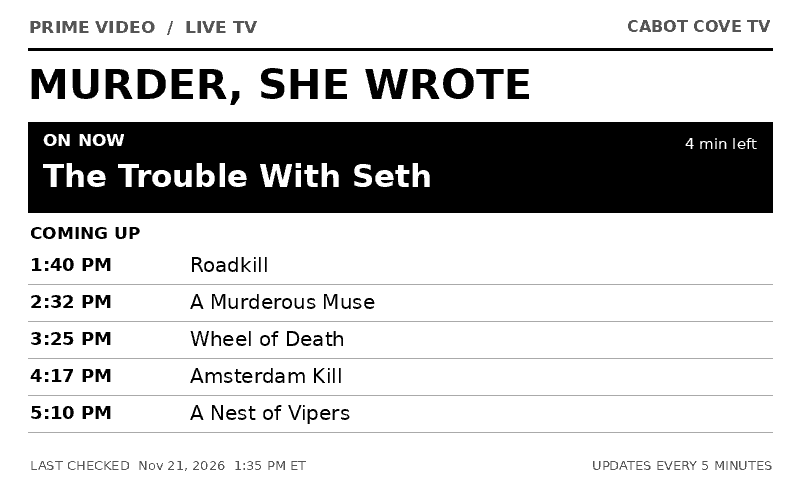 PRIME VIDEO / LIVE TV
CABOT COVE TV
MURDER, SHE WROTE
ON NOW
4 min left
The Trouble With Seth
COMING UP
1:40 PM Roadkill
2:32 PM A Murderous Muse
3:25 PM Wheel of Death
4:17 PM Amsterdam Kill
5:10 PM A Nest of Vipers
LAST CHECKED Nov 21, 2026 1:35 PM ET
UPDATES EVERY 5 MINUTES